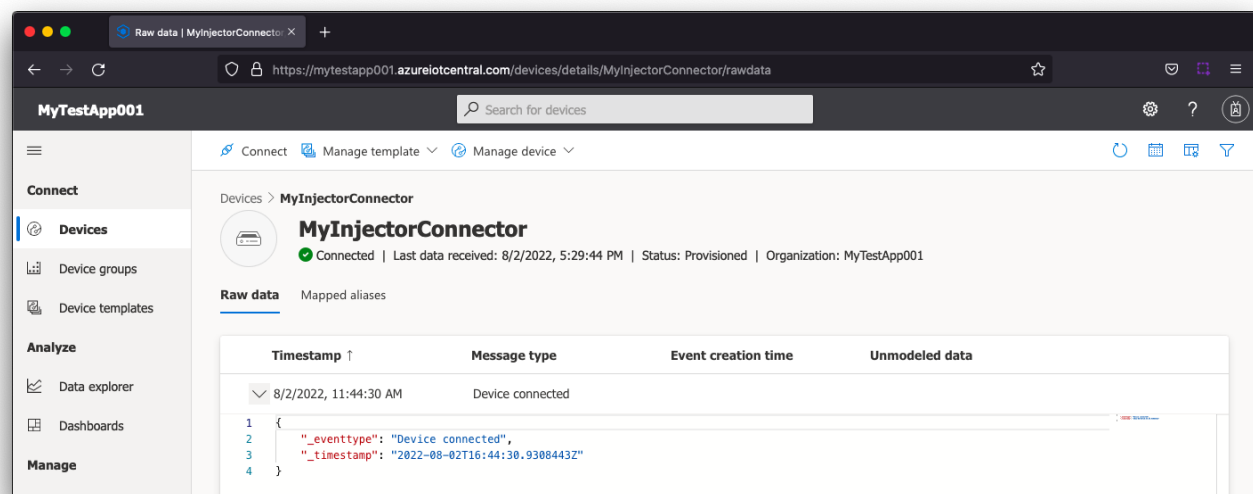 Raw data | MyInjectorConnector
https://mytestapp001.azureiotcentral.com/devices/details/MyInjectorConnector/rawdata
MyTestApp001
Search for devices
Connect Manage template Manage device
Connect
Devices
Device groups
Device templates
Analyze
Data explorer
Dashboards
Manage
Devices > MyInjectorConnector
MyInjectorConnector
Connected | Last data received: 8/2/2022, 5:29:44 PM | Status: Provisioned | Organization: MyTestApp001
Raw data Mapped aliases
Timestamp ↑ Message type Event creation time Unmodeled data
8/2/2022, 11:44:30 AM Device connected
1 {
2 "_eventtype": "Device connected",
3 "_timestamp": "2022-08-02T16:44:30.9308443Z"
4 }